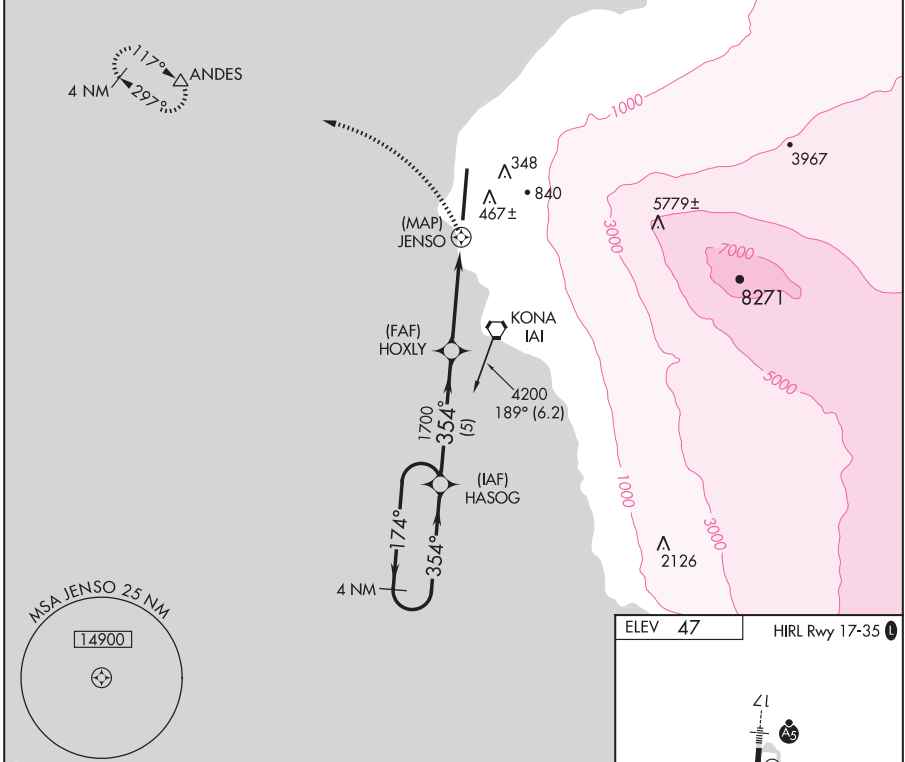 117°
ANDES
4 NM
297°
1000
3967
348
840
467±
5779±
(MAP)
JENSO
3000
7000
8271
KONA
IAI
(FAF)
HOXLY
5000
4200
189° (6.2)
1700
354°
(5)
(IAF)
HASOG
174°
354°
1000
3000
2126
4 NM
MSA JENSO 25 NM
14900
ELEV 47
HIRL Rwy 17-35 L
17
A5